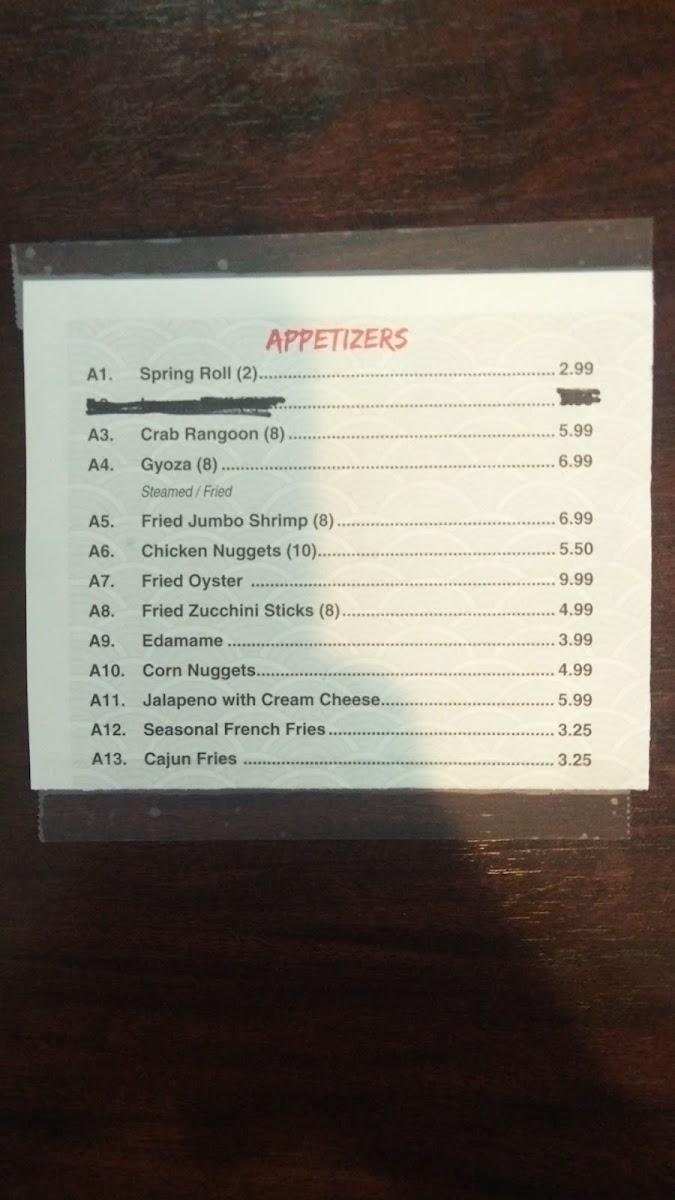 APPETIZERS
A1. Spring Roll (2) 2.99
A3. Crab Rangoon (8) 5.99
A4. Gyoza (8) 6.99
Steamed / Fried
A5. Fried Jumbo Shrimp (8) 6.99
A6. Chicken Nuggets (10) 5.50
A7. Fried Oyster 9.99
A8. Fried Zucchini Sticks (8) 4.99
A9. Edamame 3.99
A10. Corn Nuggets 4.99
A11. Jalapeno with Cream Cheese 5.99
A12. Seasonal French Fries 3.25
A13. Cajun Fries 3.25